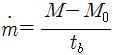 ṁ = (M − M₀) / t_b